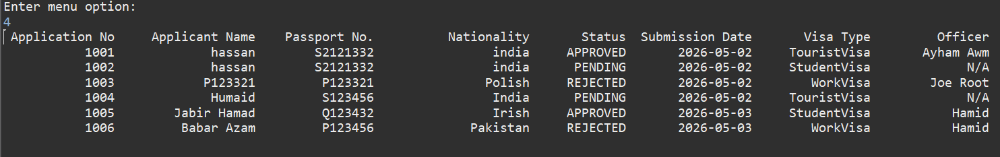 Enter menu option:
4
Application No Applicant Name Passport No. Nationality Status Submission Date Visa Type Officer
1001 hassan S2121332 india APPROVED 2026-05-02 TouristVisa Ayham Awm
1002 hassan S2121332 india PENDING 2026-05-02 StudentVisa N/A
1003 P123321 P123321 Polish REJECTED 2026-05-02 WorkVisa Joe Root
1004 Humaid S123456 India PENDING 2026-05-02 TouristVisa N/A
1005 Jabir Hamad Q123432 Irish APPROVED 2026-05-03 StudentVisa Hamid
1006 Babar Azam P123456 Pakistan REJECTED 2026-05-03 WorkVisa Hamid